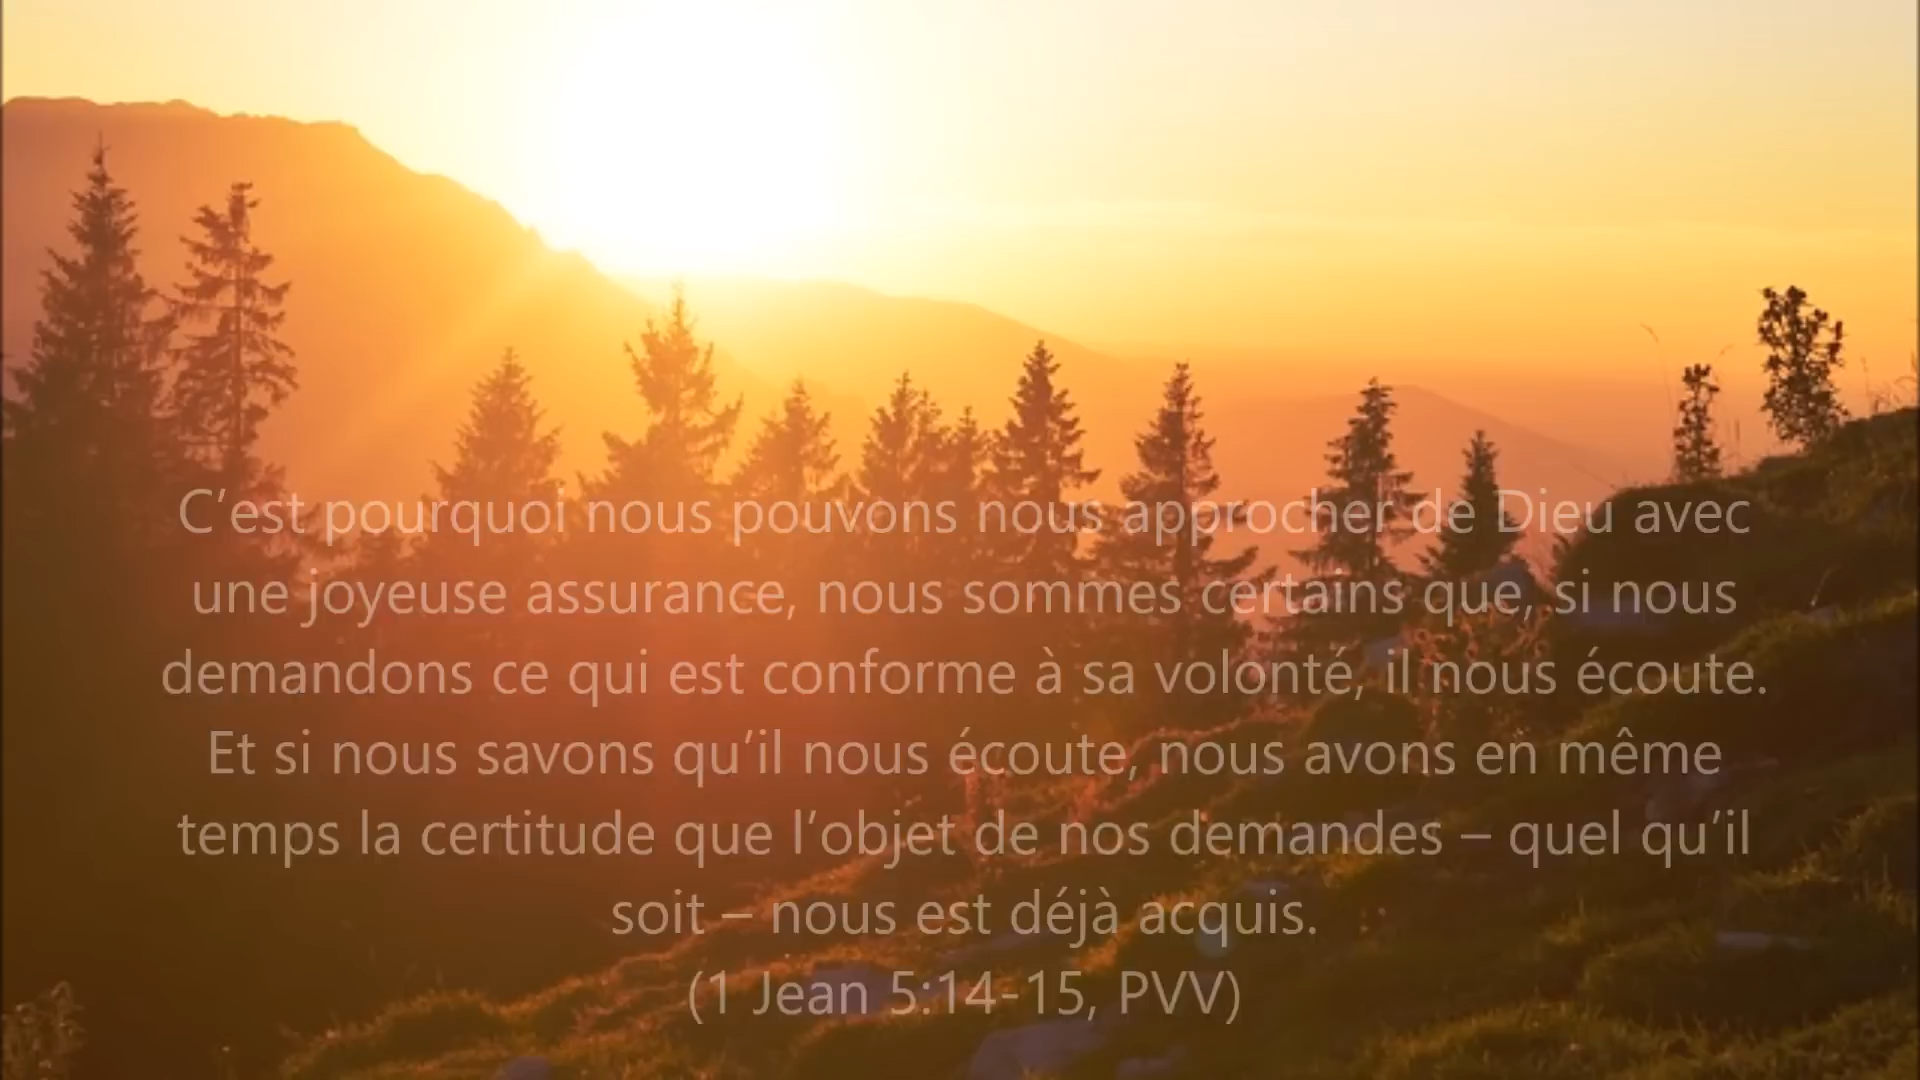 C’est pourquoi nous pouvons nous approcher de Dieu avec
une joyeuse assurance, nous sommes certains que, si nous
demandons ce qui est conforme à sa volonté, il nous écoute.
Et si nous savons qu’il nous écoute, nous avons en même
temps la certitude que l’objet de nos demandes – quel qu’il
soit – nous est déjà acquis.
(1 Jean 5:14-15, PVV)